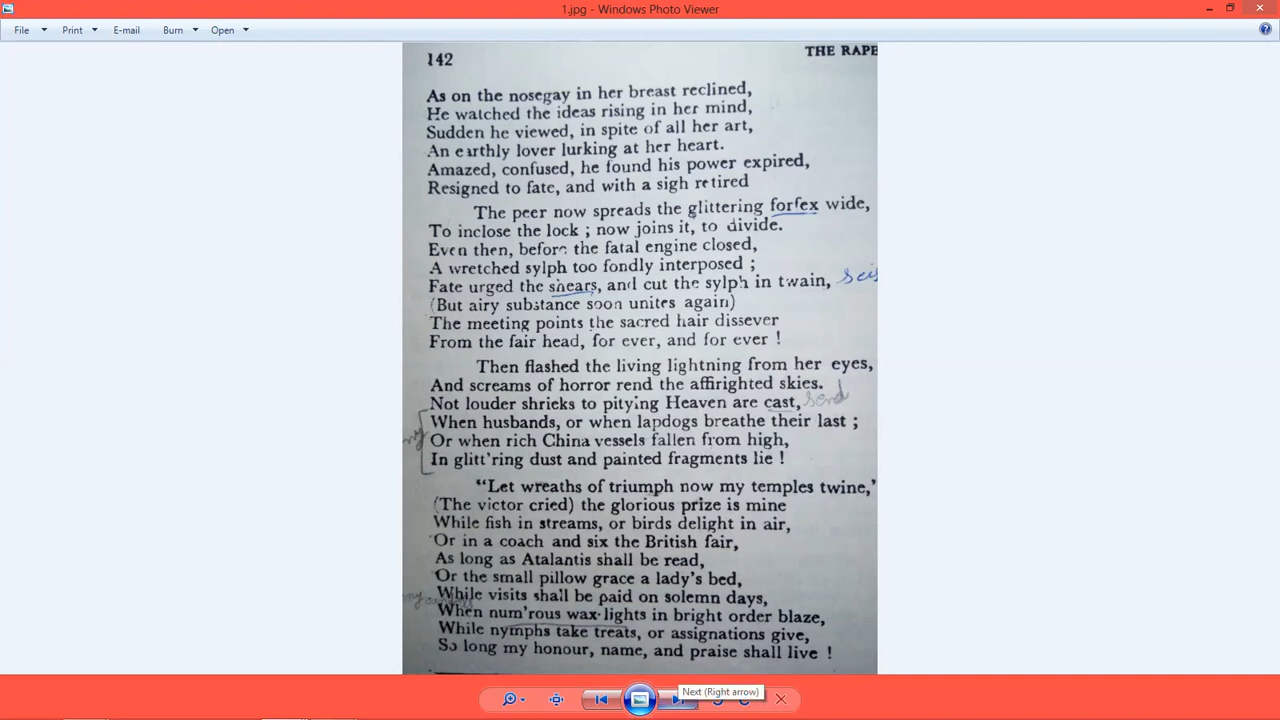 1.jpg - Windows Photo Viewer
File Print E-mail Burn Open
142 THE RAPE
As on the nosegay in her breast reclined,
He watched the ideas rising in her mind,
Sudden he viewed, in spite of all her art,
An earthly lover lurking at her heart.
Amazed, confused, he found his power expired,
Resigned to fate, and with a sigh retired
The peer now spreads the glittering forfex wide,
To inclose the lock ; now joins it, to divide.
Even then, before the fatal engine closed,
A wretched sylph too fondly interposed ;
Fate urged the shears, and cut the sylph in twain,
(But airy substance soon unites again)
The meeting points the sacred hair dissever
From the fair head, for ever, and for ever !
Then flashed the living lightning from her eyes,
And screams of horror rend the affrighted skies.
Not louder shrieks to pitying Heaven are cast, send
When husbands, or when lapdogs breathe their last ;
Or when rich China vessels fallen from high,
In glitt'ring dust and painted fragments lie !
"Let wreaths of triumph now my temples twine,'
(The victor cried) the glorious prize is mine
While fish in streams, or birds delight in air,
Or in a coach and six the British fair,
As long as Atalantis shall be read,
Or the small pillow grace a lady's bed,
While visits shall be paid on solemn days,
When num'rous wax-lights in bright order blaze,
While nymphs take treats, or assignations give,
So long my honour, name, and praise shall live !
Next (Right arrow)